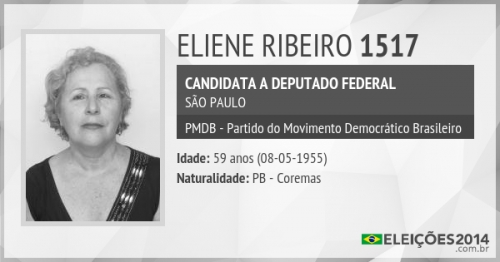 ELIENE RIBEIRO 1517
CANDIDATA A DEPUTADO FEDERAL
SÃO PAULO
PMDB - Partido do Movimento Democrático Brasileiro
Idade: 59 anos (08-05-1955)
Naturalidade: PB - Coremas
ELEIÇÕES2014
.com.br